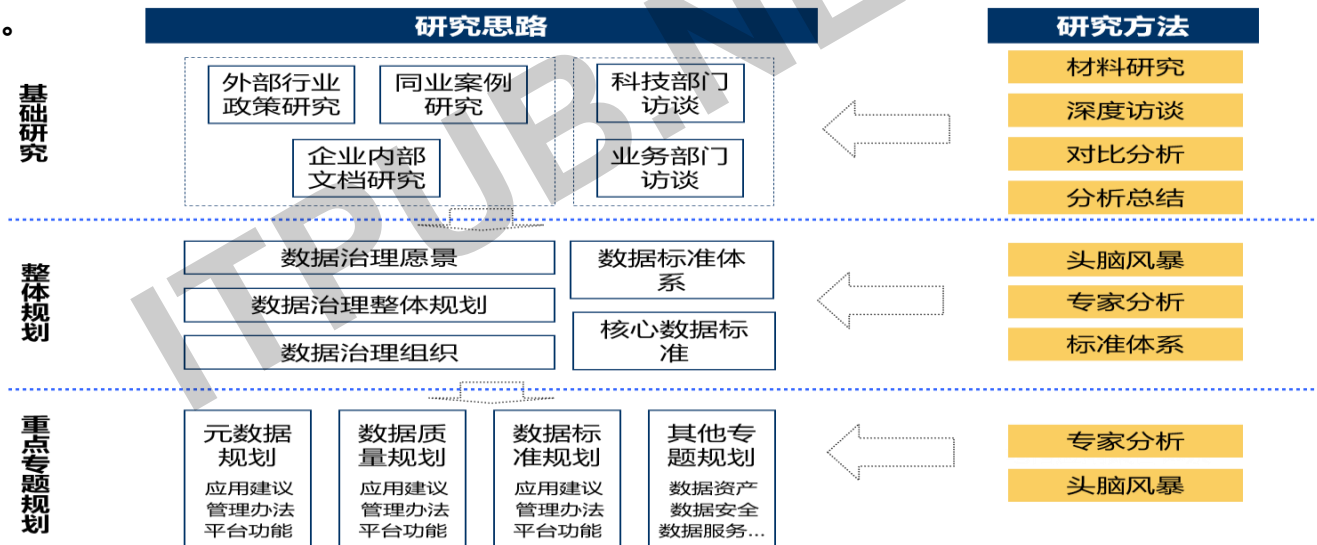 。
研究思路
研究方法
基础研究
外部行业
政策研究
同业案例
研究
企业内部
文档研究
科技部门
访谈
业务部门
访谈
材料研究
深度访谈
对比分析
分析总结
整体规划
数据治理愿景
数据治理整体规划
数据治理组织
数据标准体
系
核心数据标
准
头脑风暴
专家分析
标准体系
重点专题规划
元数据
规划
应用建议
管理办法
平台功能
数据质
量规划
应用建议
管理办法
平台功能
数据标
准规划
应用建议
管理办法
平台功能
其他专
题规划
数据资产
数据安全
数据服务...
专家分析
头脑风暴
ITPUB.NE